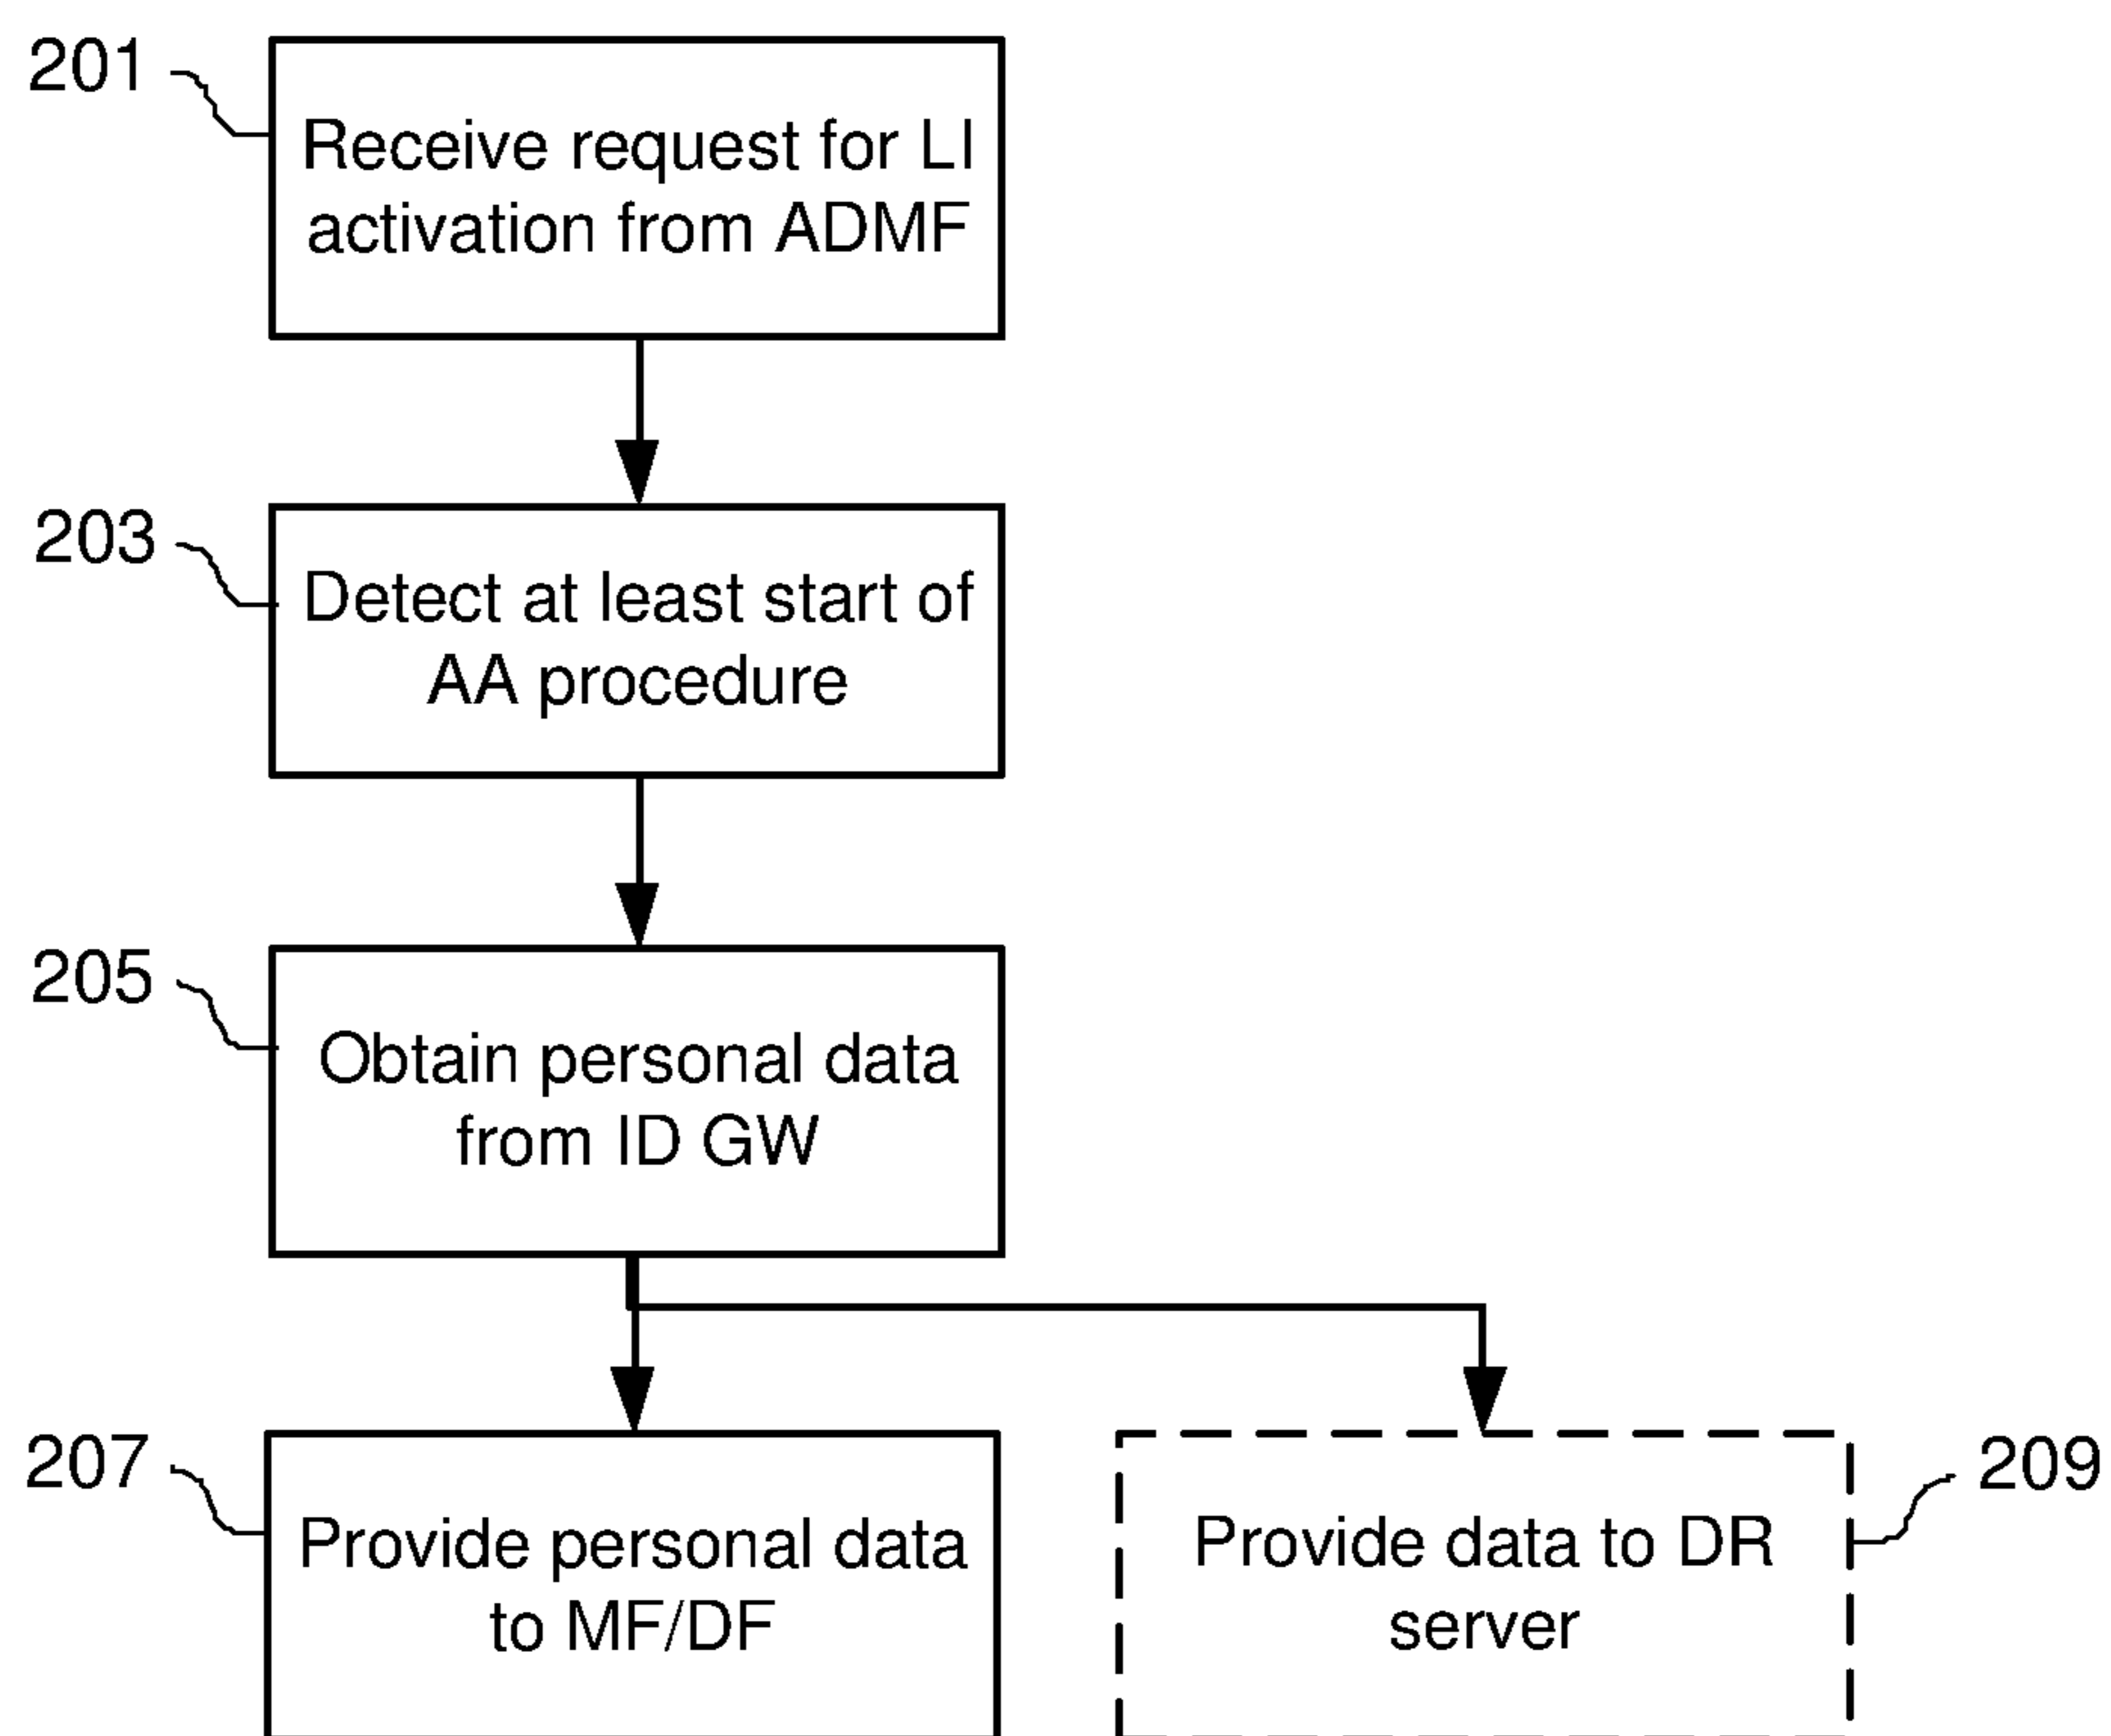 201
Receive request for LI
activation from ADMF
203
Detect at least start of
AA procedure
205
Obtain personal data
from ID GW
207
Provide personal data
to MF/DF
Provide data to DR
server
209